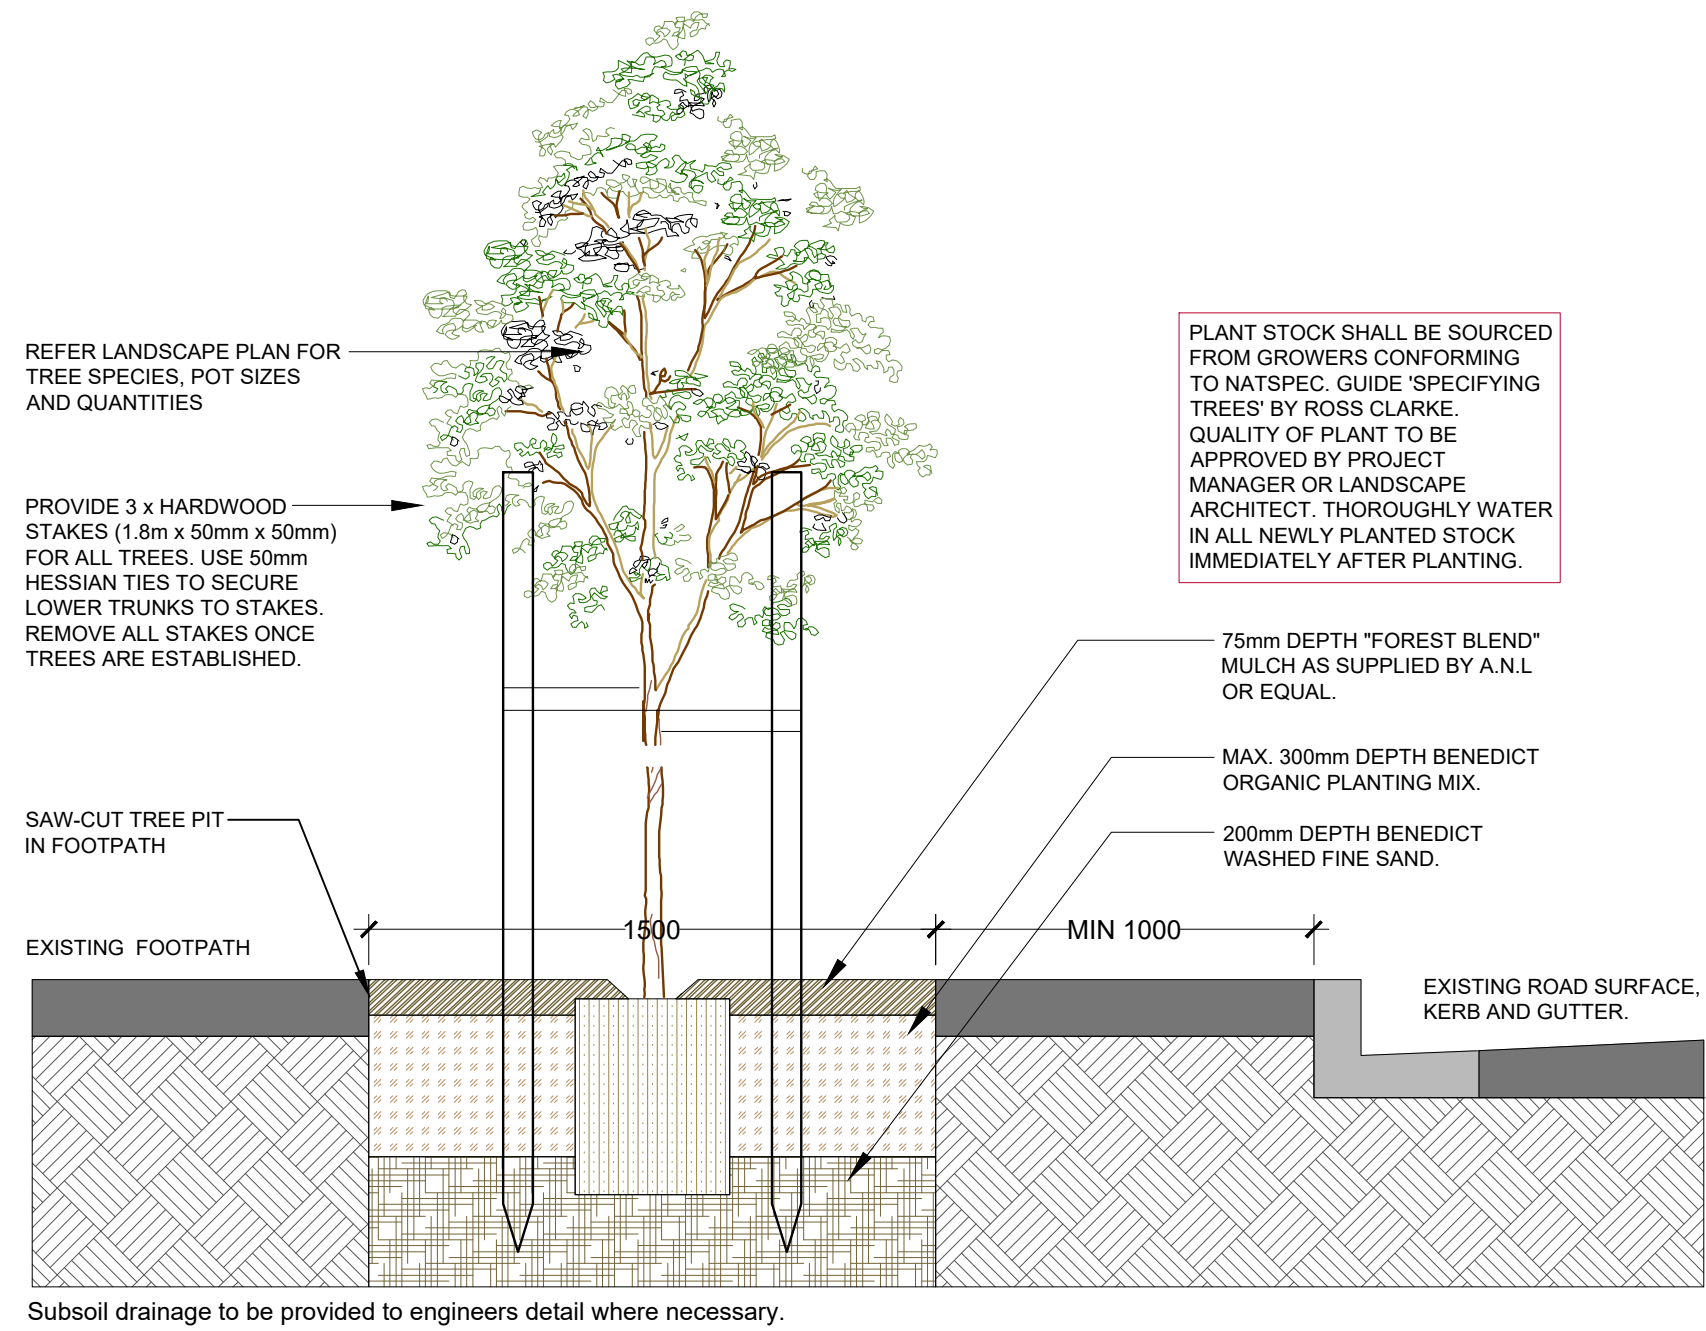 REFER LANDSCAPE PLAN FOR
TREE SPECIES, POT SIZES
AND QUANTITIES
PROVIDE 3 x HARDWOOD
STAKES (1.8m x 50mm x 50mm)
FOR ALL TREES. USE 50mm
HESSIAN TIES TO SECURE
LOWER TRUNKS TO STAKES.
REMOVE ALL STAKES ONCE
TREES ARE ESTABLISHED.
SAW-CUT TREE PIT
IN FOOTPATH
EXISTING FOOTPATH
PLANT STOCK SHALL BE SOURCED
FROM GROWERS CONFORMING
TO NATSPEC. GUIDE 'SPECIFYING
TREES' BY ROSS CLARKE.
QUALITY OF PLANT TO BE
APPROVED BY PROJECT
MANAGER OR LANDSCAPE
ARCHITECT. THOROUGHLY WATER
IN ALL NEWLY PLANTED STOCK
IMMEDIATELY AFTER PLANTING.
75mm DEPTH "FOREST BLEND"
MULCH AS SUPPLIED BY A.N.L
OR EQUAL.
MAX. 300mm DEPTH BENEDICT
ORGANIC PLANTING MIX.
200mm DEPTH BENEDICT
WASHED FINE SAND.
1500
MIN 1000
EXISTING ROAD SURFACE,
KERB AND GUTTER.
Subsoil drainage to be provided to engineers detail where necessary.